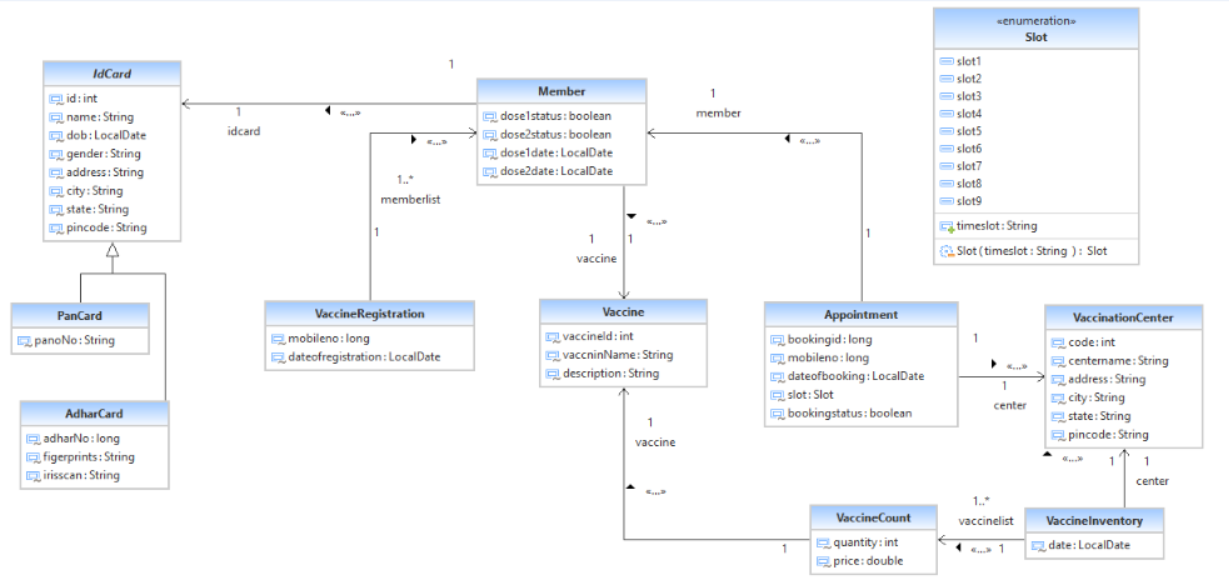 «enumeration»
Slot
slot1
slot2
slot3
slot4
slot5
slot6
slot7
slot8
slot9
timeslot : String
Slot ( timeslot : String ) : Slot
IdCard
id : int
name : String
dob : LocalDate
gender : String
address : String
city : String
state : String
pincode : String
1
1
idcard
«...»
Member
dose1status : boolean
dose2status : boolean
dose1date : LocalDate
dose2date : LocalDate
1
member
«...»
1
«...»
1..*
memberlist
1
«...»
1
1
vaccine
PanCard
panoNo : String
AdharCard
adharNo : long
figerprints : String
irisscan : String
VaccineRegistration
mobileno : long
dateofregistration : LocalDate
Vaccine
vaccineId : int
vaccninName : String
description : String
Appointment
bookingid : long
mobileno : long
dateofbooking : LocalDate
slot : Slot
bookingstatus : boolean
1
«...»
1
center
VaccinationCenter
code : int
centername : String
address : String
city : String
state : String
pincode : String
1
vaccine
«...»
1
«...»
1
1
center
VaccineCount
quantity : int
price : double
1..*
vaccinelist
«...»
1
VaccineInventory
date : LocalDate